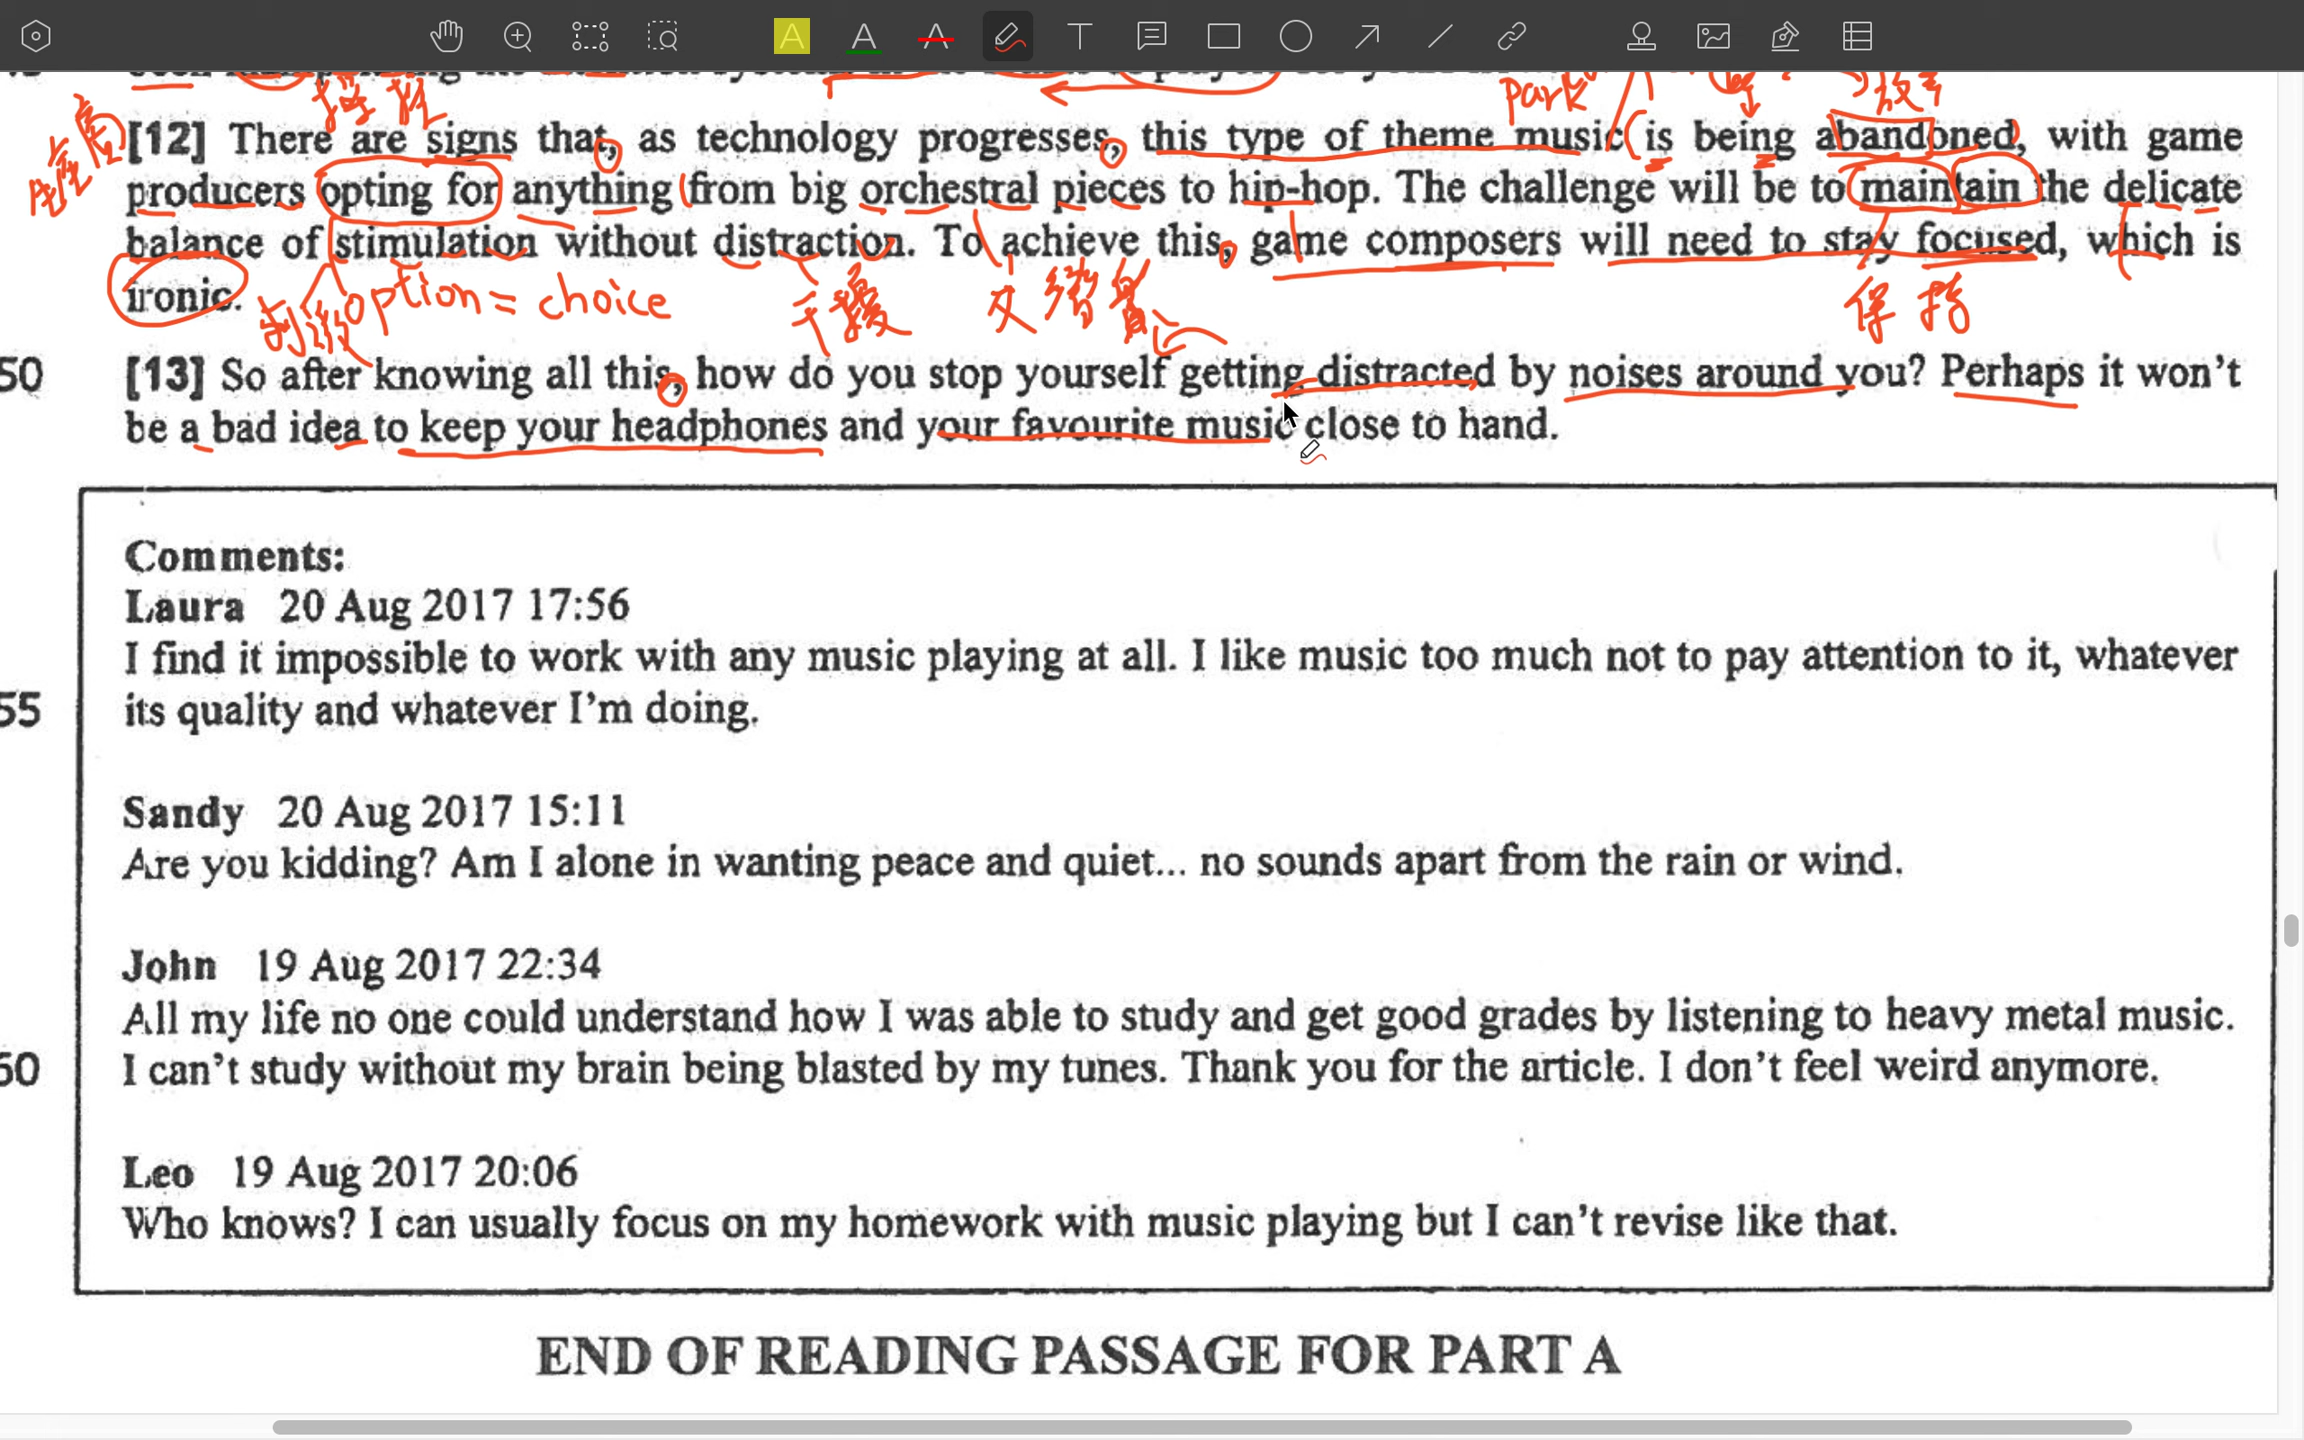 park
[12] There are signs that, as technology progresses, this type of theme music is being abandoned, with game
producers opting for anything from big orchestral pieces to hip-hop. The challenge will be to maintain the delicate
balance of stimulation without distraction. To achieve this, game composers will need to stay focused, which is
ironic.
刺激 option = choice 干擾 保持
50 [13] So after knowing all this, how do you stop yourself getting distracted by noises around you? Perhaps it won't
be a bad idea to keep your headphones and your favourite music close to hand.
Comments:
Laura 20 Aug 2017 17:56
I find it impossible to work with any music playing at all. I like music too much not to pay attention to it, whatever
55 its quality and whatever I'm doing.
Sandy 20 Aug 2017 15:11
Are you kidding? Am I alone in wanting peace and quiet... no sounds apart from the rain or wind.
John 19 Aug 2017 22:34
All my life no one could understand how I was able to study and get good grades by listening to heavy metal music.
60 I can't study without my brain being blasted by my tunes. Thank you for the article. I don't feel weird anymore.
Leo 19 Aug 2017 20:06
Who knows? I can usually focus on my homework with music playing but I can't revise like that.
END OF READING PASSAGE FOR PART A